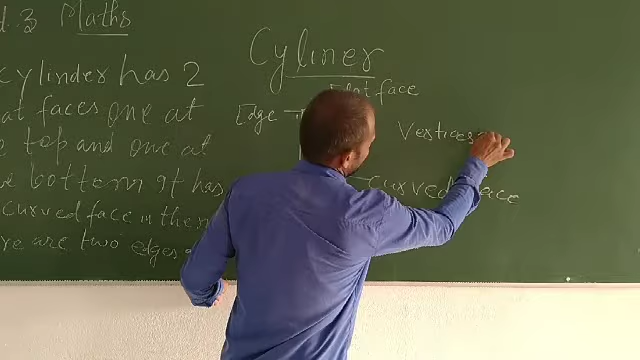 3 Maths
Cylinder has 2
at faces one at
e top and one at
e bottom It has
curved face in the
re are two edges
Cyliner
Flat face
Edge
Vertices
Curved face